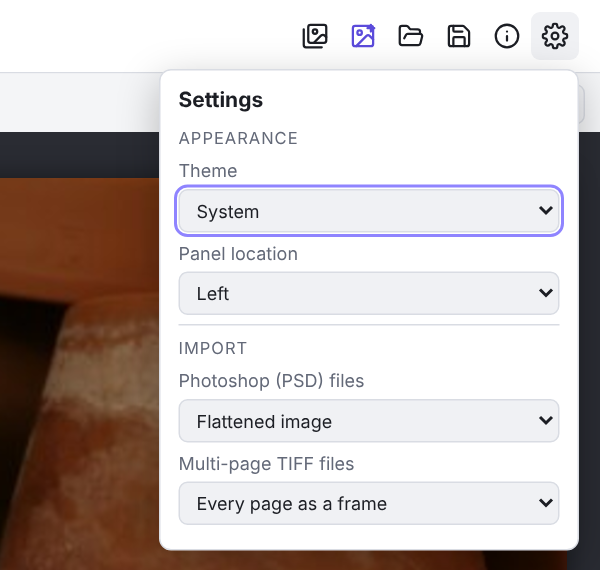 Settings
APPEARANCE
Theme
System
Panel location
Left
IMPORT
Photoshop (PSD) files
Flattened image
Multi-page TIFF files
Every page as a frame